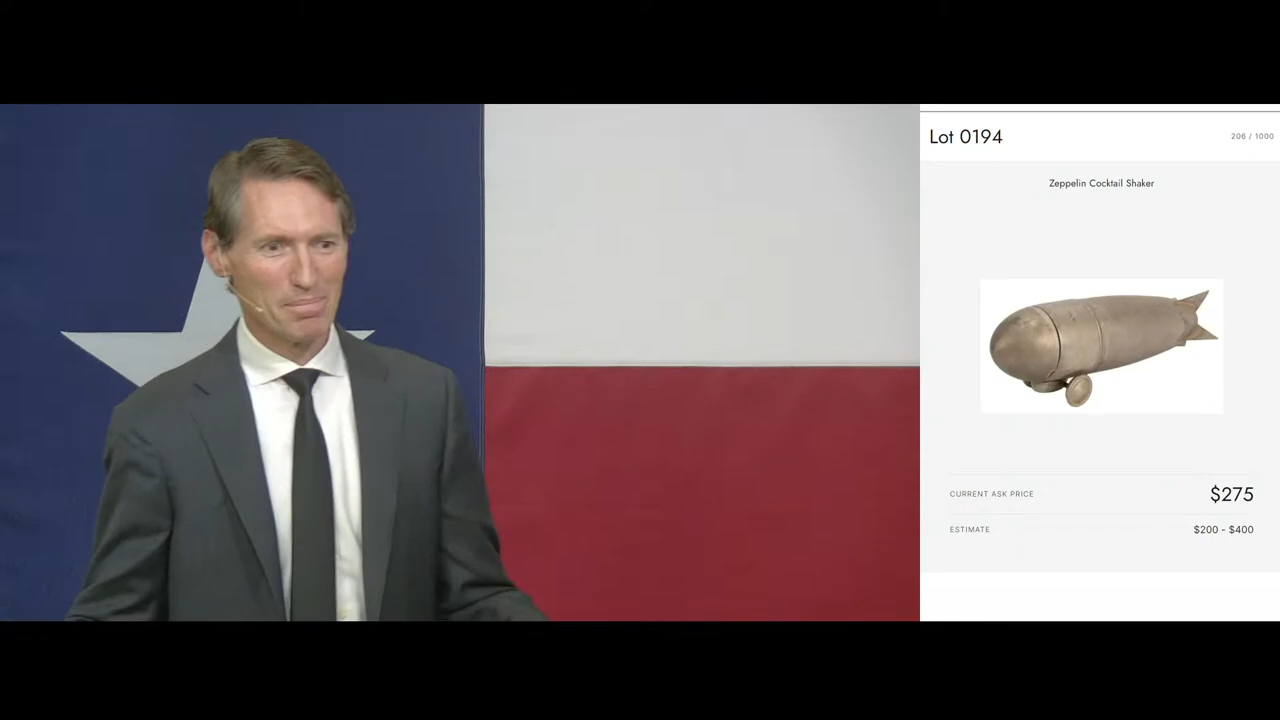 Lot 0194
206 / 1000
Zeppelin Cocktail Shaker
CURRENT ASK PRICE
$275
ESTIMATE
$200 - $400